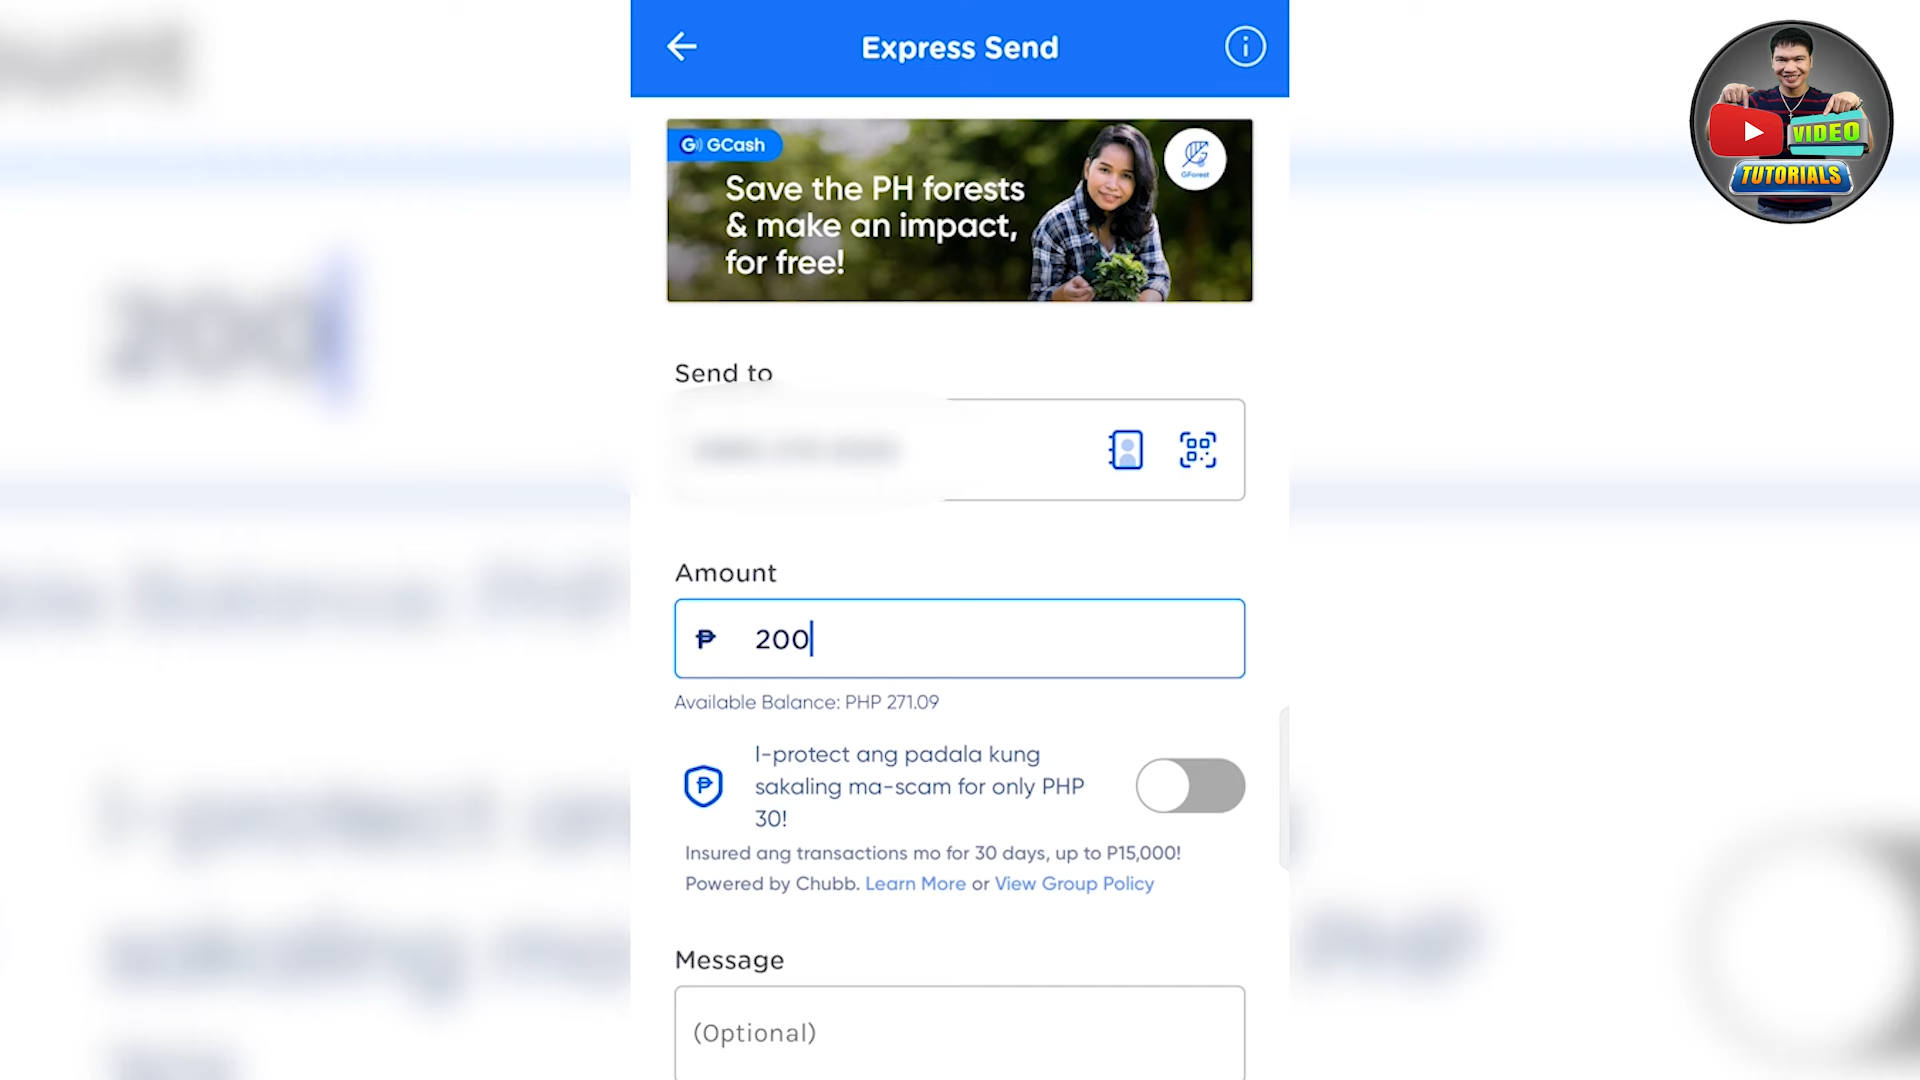 Express Send
GCash
Save the PH forests
& make an impact,
for free!
GForest
VIDEO
TUTORIALS
Send to
Amount
₱ 200
Available Balance: PHP 271.09
I-protect ang padala kung
sakaling ma-scam for only PHP
30!
Insured ang transactions mo for 30 days, up to P15,000!
Powered by Chubb. Learn More or View Group Policy
Message
(Optional)